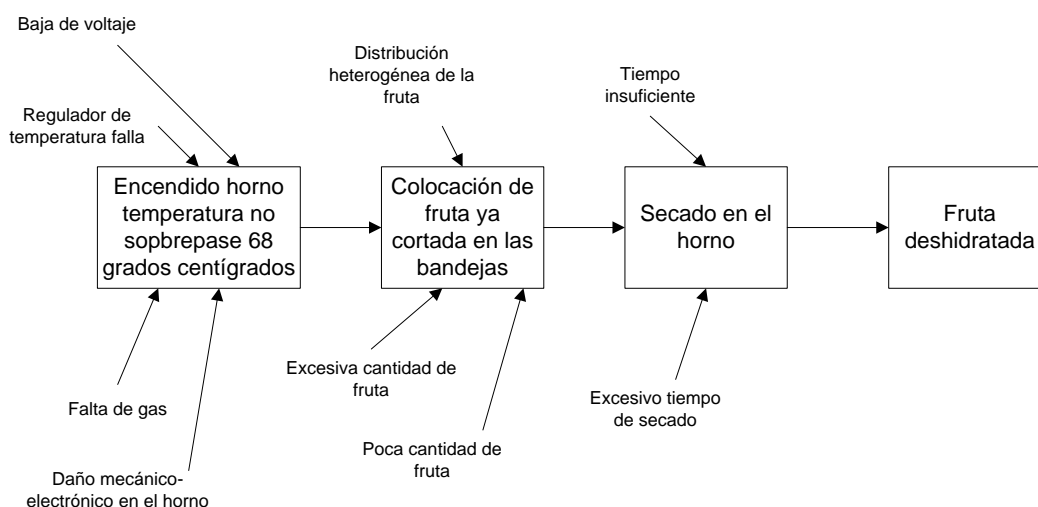 Baja de voltaje
Regulador de
temperatura falla
Distribución
heterogénea de la
fruta
Tiempo
insuficiente
Encendido horno
temperatura no
sopbrepase 68
grados centígrados
Colocación de
fruta ya
cortada en las
bandejas
Secado en el
horno
Fruta
deshidratada
Falta de gas
Daño mecánico-
electrónico en el horno
Excesiva cantidad de
fruta
Poca cantidad de
fruta
Excesivo tiempo
de secado